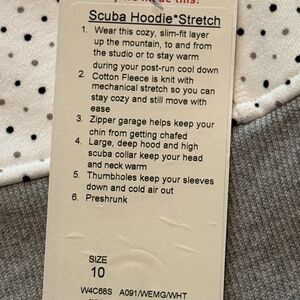 this!
Scuba Hoodie*Stretch
1. Wear this cozy, slim-fit layer
up the mountain, to and from
the studio or to stay warm
during your post-run cool down
2. Cotton Fleece is knit with
mechanical stretch so you can
stay cozy and still move with
ease
3. Zipper garage helps keep your
chin from getting chafed
4. Large, deep hood and high
scuba collar keep your head
and neck warm
5. Thumbholes keep your sleeves
down and cold air out
6. Preshrunk
SIZE
10
W4C66S A091/WEMG/WHT